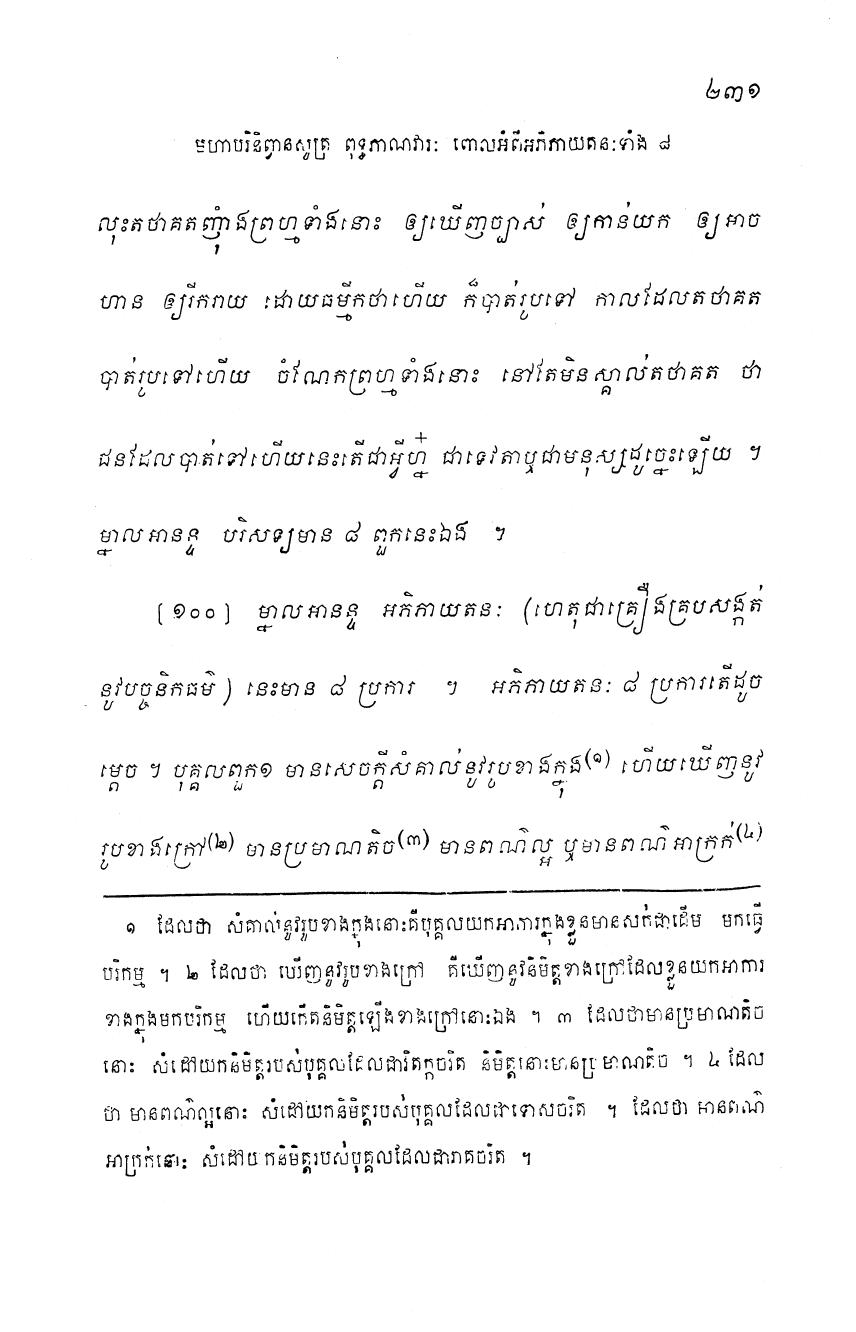 ២៣១
មហាបរិនិព្វានសូត្រ ពុទ្ធភាណវារៈ ពោលអំពីអភិភាយតនៈទាំង ៨
លុះតថាគតញុំាងព្រហ្មទាំងនោះ ឲ្យឃើញច្បាស់ ឲ្យកាន់យក ឲ្យអាច
ហាន ឲ្យរីករាយ ដោយធម្មីកថាហើយ ក៏បាត់រូបទៅ កាលដែលតថាគត
បាត់រូបទៅហើយ ចំណែកព្រហ្មទាំងនោះ នៅតែមិនស្គាល់តថាគត ថា
ជនដែលបាត់ទៅហើយនេះតើជាអ្វីហ្ន៎ ជាទេវតាឬជាមនុស្សដូច្នេះឡើយ ។
ម្នាលអានន្ទ បរិសទ្យមាន ៨ ពួកនេះឯង ។
[១០០] ម្នាលអានន្ទ អភិភាយតនៈ (ហេតុជាគ្រឿងគ្របសង្កត់
នូវបច្ចនិកធម៌) នេះមាន ៨ ប្រការ ។ អភិភាយតនៈ ៨ ប្រការតើដូច
ម្តេច ។ បុគ្គលពួក១ មានសេចក្តីសំគាល់នូវរូបខាងក្នុង(១) ហើយឃើញនូវ
រូបខាងក្រៅ(២) មានប្រមាណតិច(៣) មានពណ៌ល្អ ឬមានពណ៌អាក្រក់(៤)
១ ដែលថា សំគាល់នូវរូបខាងក្នុងនោះគឺបុគ្គលយកអាការក្នុងខ្លួនមានសក់ជាដើម មកធ្វើ
បរិកម្ម ។ ២ ដែលថា ឃើញនូវរូបខាងក្រៅ គឺឃើញនូវនិមិត្តខាងក្រៅដែលខ្លួនយកអាការ
ខាងក្នុងមកបរិកម្ម ហើយកើតនិមិត្តឡើងខាងក្រៅនោះឯង ។ ៣ ដែលថាមានប្រមាណតិច
នោះ សំដៅយកនិមិត្តរបស់បុគ្គលដែលជាវិតក្កចរិត និមិត្តនោះមានប្រមាណតិច ។ ៤ ដែល
ថា មានពណ៌ល្អនោះ សំដៅយកនិមិត្តរបស់បុគ្គលដែលជាទោសចរិត ។ ដែលថា មានពណ៌
អាក្រក់នោះ សំដៅយកនិមិត្តរបស់បុគ្គលដែលជារាគចរិត ។